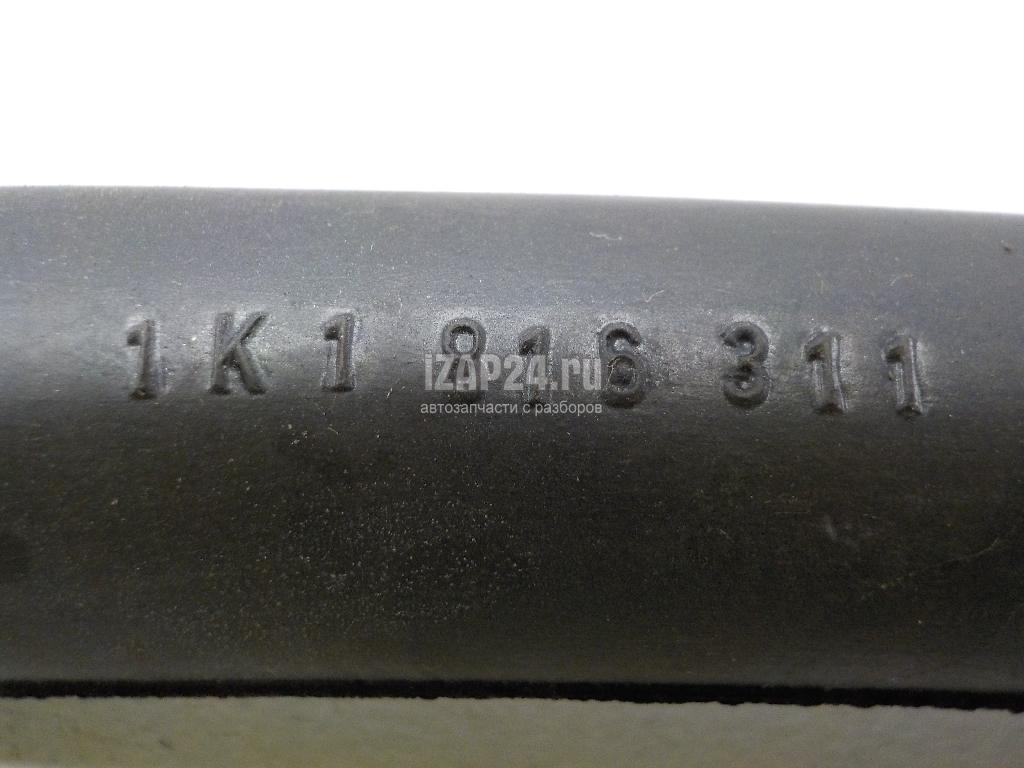 1K1 816 311
iZAP24.ru
автозапчасти с разборов